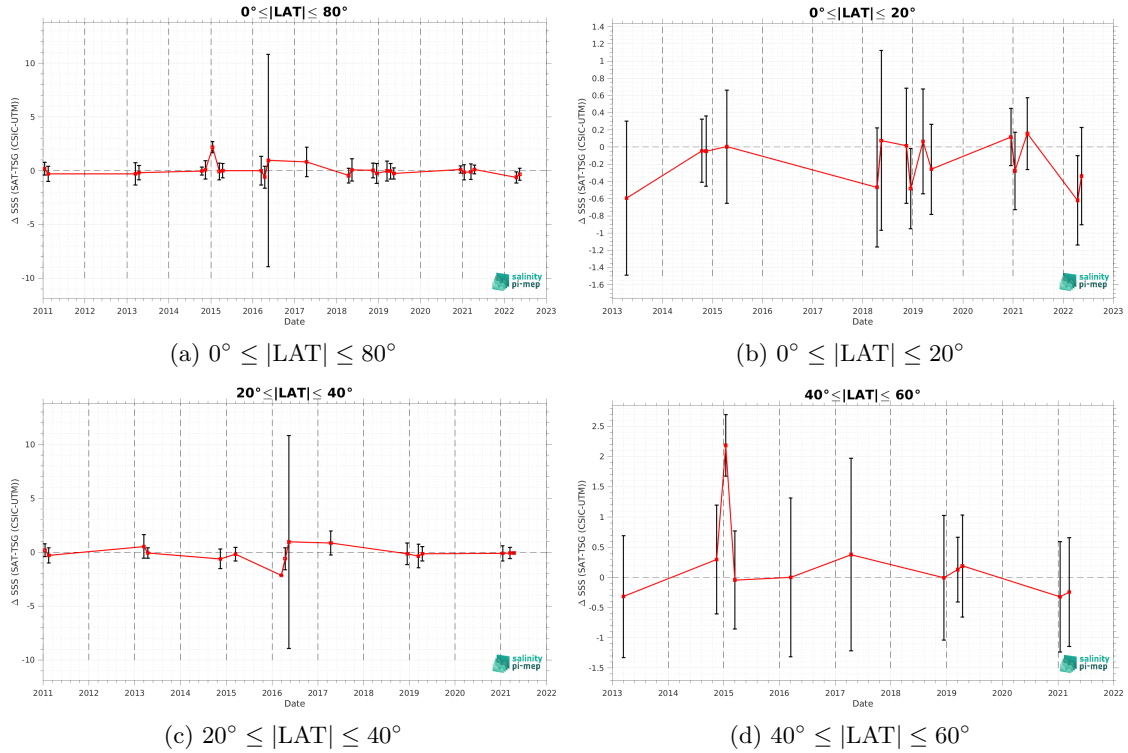 0°≤|LAT|≤ 80°
10
5
0
-5
-10
Δ SSS (SAT-TSG (CSIC-UTM))
2011 2012 2013 2014 2015 2016 2017 2018 2019 2020 2021 2022 2023
Date
salinity
pi-mep
(a) 0° ≤ |LAT| ≤ 80°
0°≤|LAT|≤ 20°
1.4
1.2
1
0.8
0.6
0.4
0.2
0
-0.2
-0.4
-0.6
-0.8
-1
-1.2
-1.4
-1.6
Δ SSS (SAT-TSG (CSIC-UTM))
2013 2014 2015 2016 2017 2018 2019 2020 2021 2022 2023
Date
salinity
pi-mep
(b) 0° ≤ |LAT| ≤ 20°
20°≤|LAT|≤ 40°
10
5
0
-5
-10
Δ SSS (SAT-TSG (CSIC-UTM))
2011 2012 2013 2014 2015 2016 2017 2018 2019 2020 2021 2022
Date
salinity
pi-mep
(c) 20° ≤ |LAT| ≤ 40°
40°≤|LAT|≤ 60°
2.5
2
1.5
1
0.5
0
-0.5
-1
-1.5
Δ SSS (SAT-TSG (CSIC-UTM))
2013 2014 2015 2016 2017 2018 2019 2020 2021 2022
Date
salinity
pi-mep
(d) 40° ≤ |LAT| ≤ 60°